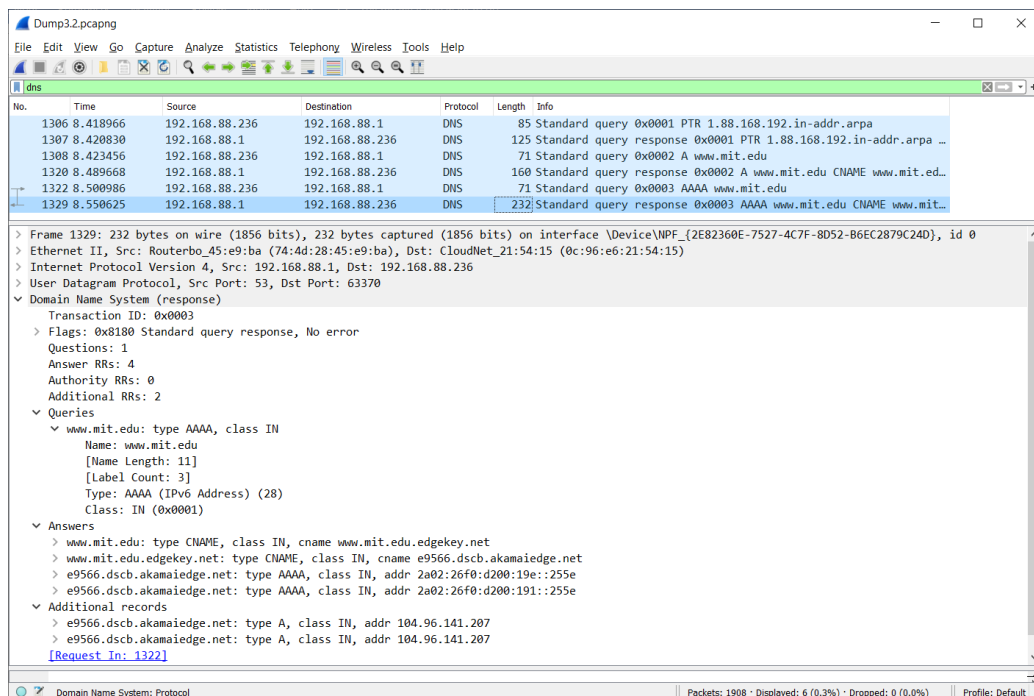 Dump3.2.pcapng
File Edit View Go Capture Analyze Statistics Telephony Wireless Tools Help
dns
No. Time Source Destination Protocol Length Info
1306 8.418966 192.168.88.236 192.168.88.1 DNS 85 Standard query 0x0001 PTR 1.88.168.192.in-addr.arpa
1307 8.420830 192.168.88.1 192.168.88.236 DNS 125 Standard query response 0x0001 PTR 1.88.168.192.in-addr.arpa …
1308 8.423456 192.168.88.236 192.168.88.1 DNS 71 Standard query 0x0002 A www.mit.edu
1320 8.489668 192.168.88.1 192.168.88.236 DNS 160 Standard query response 0x0002 A www.mit.edu CNAME www.mit.ed…
1322 8.500986 192.168.88.236 192.168.88.1 DNS 71 Standard query 0x0003 AAAA www.mit.edu
1329 8.550625 192.168.88.1 192.168.88.236 DNS 232 Standard query response 0x0003 AAAA www.mit.edu CNAME www.mit…
Frame 1329: 232 bytes on wire (1856 bits), 232 bytes captured (1856 bits) on interface \Device\NPF_{2E82360E-7527-4C7F-8D52-B6EC2879C24D}, id 0
Ethernet II, Src: Routerbo_45:e9:ba (74:4d:28:45:e9:ba), Dst: CloudNet_21:54:15 (0c:96:e6:21:54:15)
Internet Protocol Version 4, Src: 192.168.88.1, Dst: 192.168.88.236
User Datagram Protocol, Src Port: 53, Dst Port: 63370
Domain Name System (response)
Transaction ID: 0x0003
Flags: 0x8180 Standard query response, No error
Questions: 1
Answer RRs: 4
Authority RRs: 0
Additional RRs: 2
Queries
www.mit.edu: type AAAA, class IN
Name: www.mit.edu
[Name Length: 11]
[Label Count: 3]
Type: AAAA (IPv6 Address) (28)
Class: IN (0x0001)
Answers
www.mit.edu: type CNAME, class IN, cname www.mit.edu.edgekey.net
www.mit.edu.edgekey.net: type CNAME, class IN, cname e9566.dscb.akamaiedge.net
e9566.dscb.akamaiedge.net: type AAAA, class IN, addr 2a02:26f0:d200:19e::255e
e9566.dscb.akamaiedge.net: type AAAA, class IN, addr 2a02:26f0:d200:191::255e
Additional records
e9566.dscb.akamaiedge.net: type A, class IN, addr 104.96.141.207
e9566.dscb.akamaiedge.net: type A, class IN, addr 104.96.141.207
[Request In: 1322]
Domain Name System: Protocol Packets: 1908 · Displayed: 6 (0.3%) · Dropped: 0 (0.0%) Profile: Default